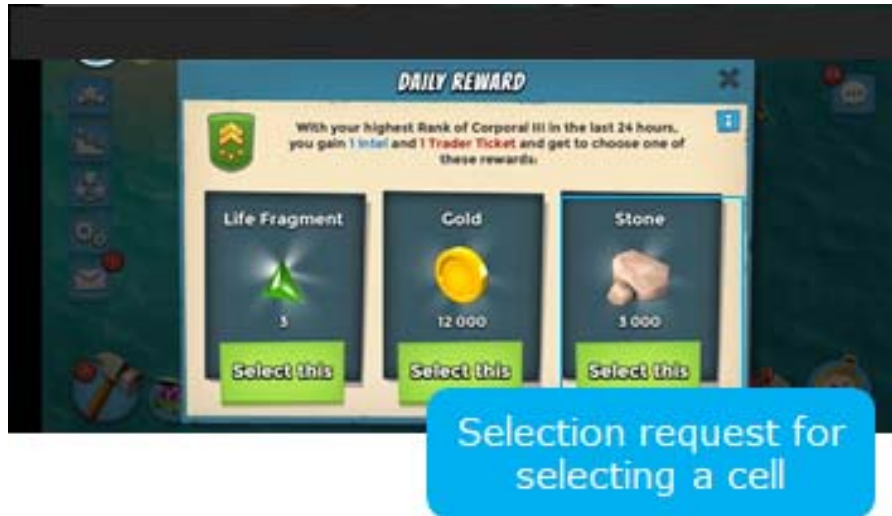 DAILY REWARD
With your highest Rank of Corporal III in the last 24 hours,
you gain 1 Intel and 1 Trader Ticket and get to choose one of
these rewards:
Life Fragment
Gold
Stone
3
12 000
3 000
Select this
Select this
Select this
Selection request for
selecting a cell